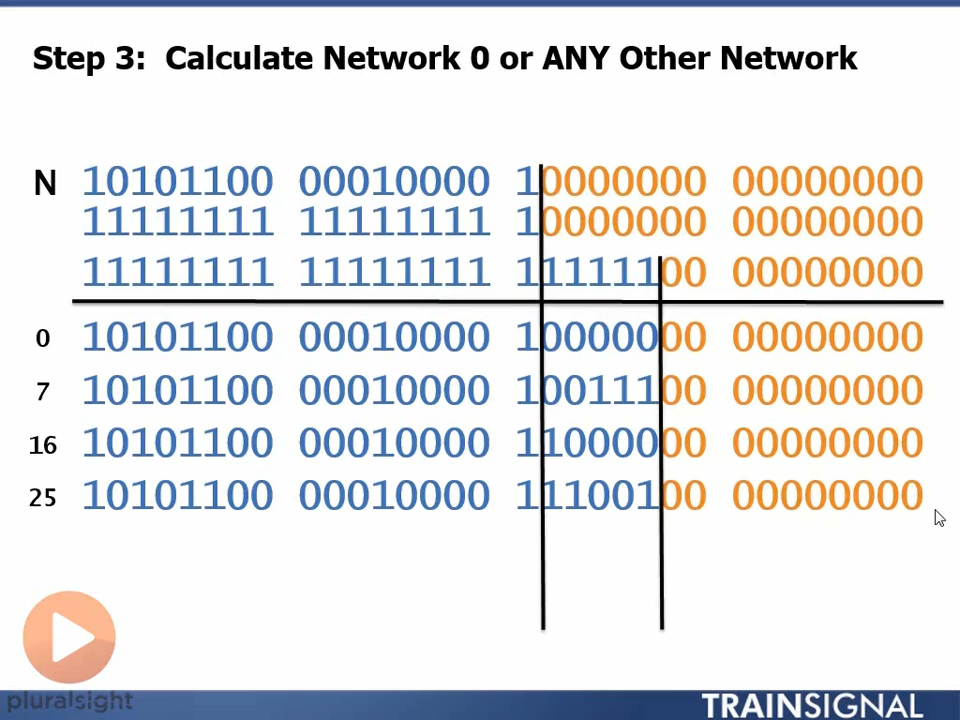 Step 3: Calculate Network 0 or ANY Other Network
N 10101100 00010000 10000000 00000000
11111111 11111111 10000000 00000000
11111111 11111111 11111100 00000000
0 10101100 00010000 10000000 00000000
7 10101100 00010000 10011100 00000000
16 10101100 00010000 11000000 00000000
25 10101100 00010000 11100100 00000000
pluralsight
TRAINSIGNAL